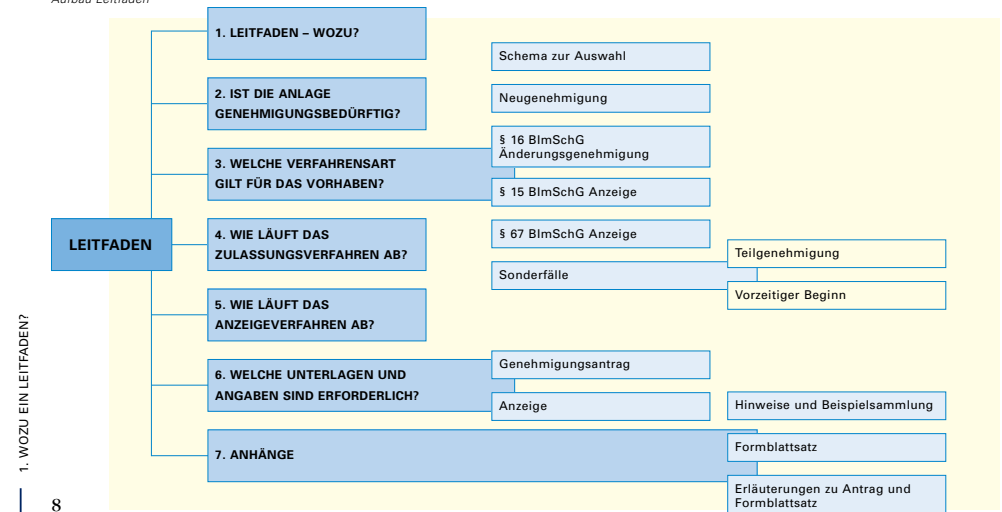 Aufbau Leitfaden
LEITFADEN
1. LEITFADEN – WOZU?
2. IST DIE ANLAGE
GENEHMIGUNGSBEDÜRFTIG?
3. WELCHE VERFAHRENSART
GILT FÜR DAS VORHABEN?
Schema zur Auswahl
Neugenehmigung
§ 16 BImSchG
Änderungsgenehmigung
§ 15 BImSchG Anzeige
§ 67 BImSchG Anzeige
Sonderfälle
Teilgenehmigung
Vorzeitiger Beginn
4. WIE LÄUFT DAS
ZULASSUNGSVERFAHREN AB?
5. WIE LÄUFT DAS
ANZEIGEVERFAHREN AB?
6. WELCHE UNTERLAGEN UND
ANGABEN SIND ERFORDERLICH?
Genehmigungsantrag
Anzeige
7. ANHÄNGE
Hinweise und Beispielsammlung
Formblattsatz
Erläuterungen zu Antrag und
Formblattsatz
1. WOZU EIN LEITFADEN?
8